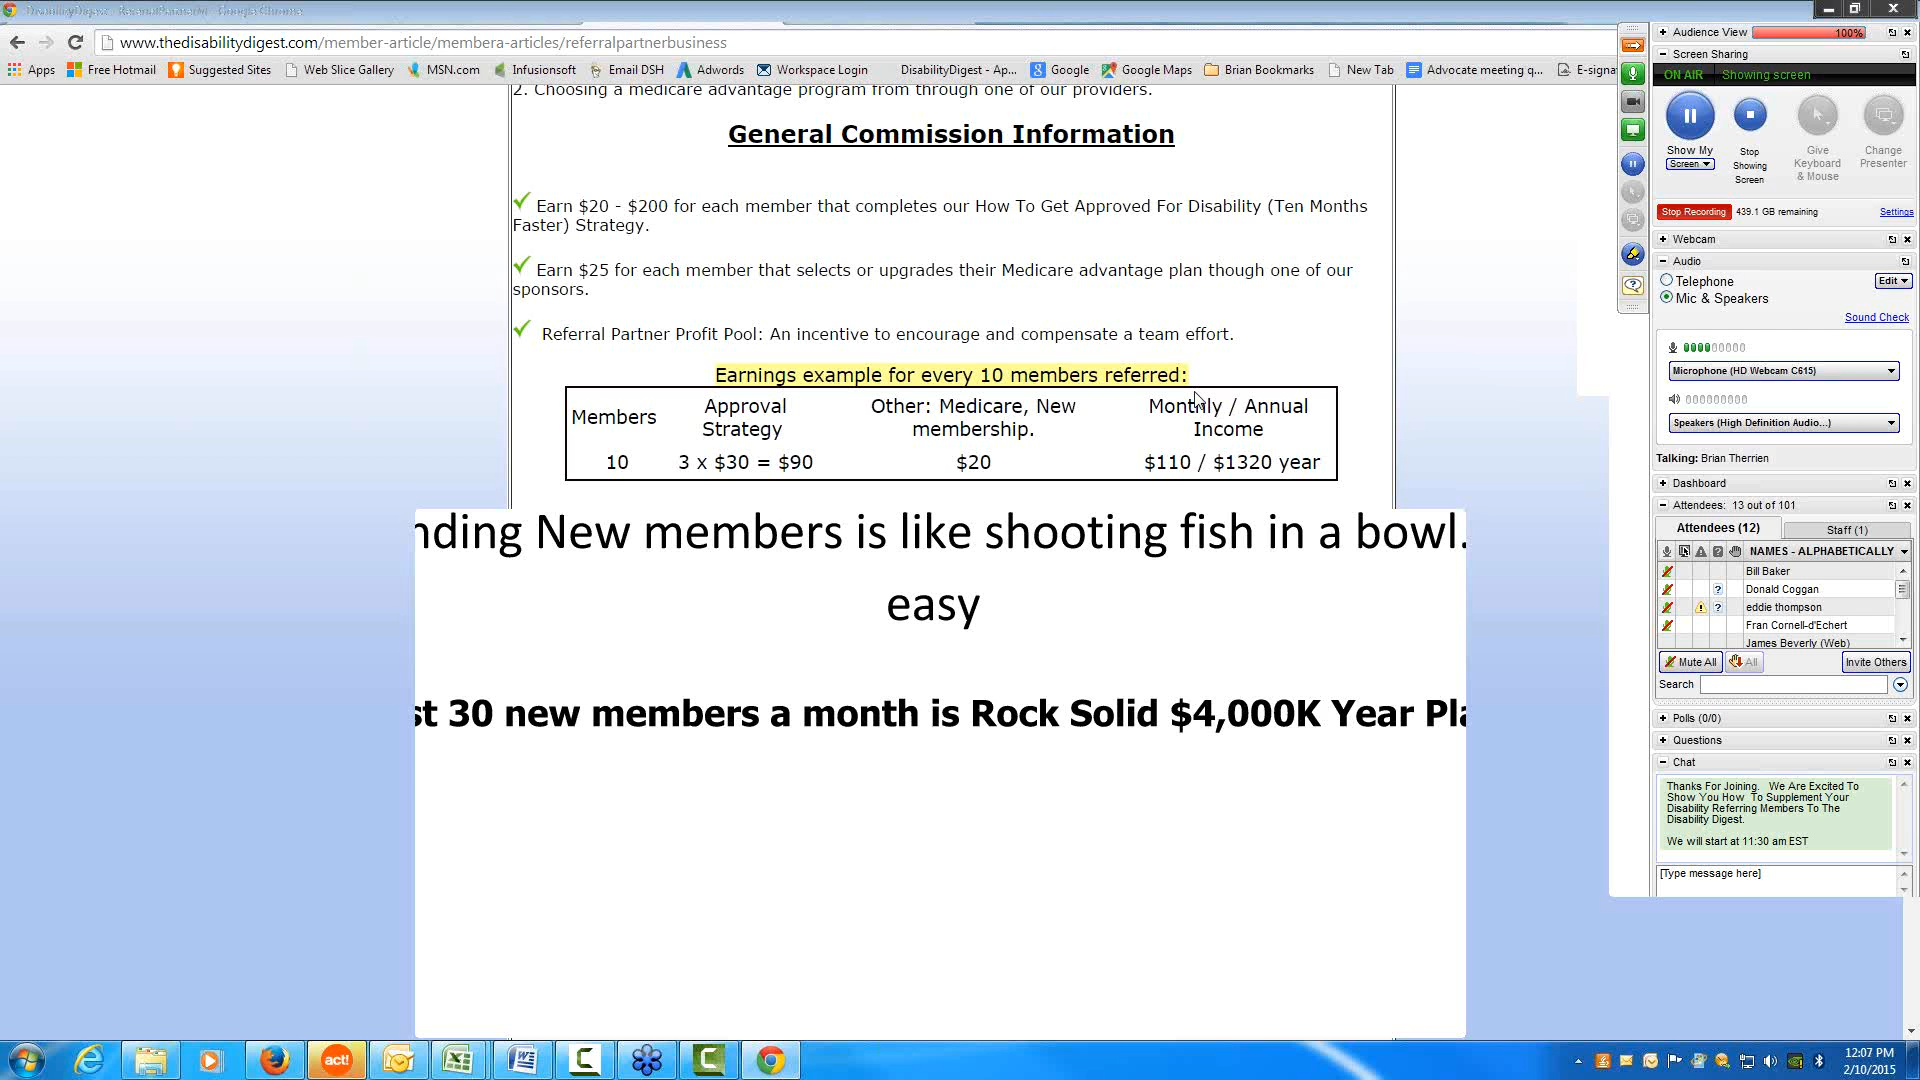 www.thedisabilitydigest.com/member-article/membera-articles/referralpartnerbusiness
Apps Free Hotmail Suggested Sites Web Slice Gallery MSN.com Infusionsoft Email DSH Adwords Workspace Login DisabilityDigest - Ap... Google Google Maps Brian Bookmarks New Tab Advocate meeting q... E-signa
2. Choosing a medicare advantage program from through one of our providers.
General Commission Information
Earn $20 - $200 for each member that completes our How To Get Approved For Disability (Ten Months
Faster) Strategy.
Earn $25 for each member that selects or upgrades their Medicare advantage plan though one of our
sponsors.
Referral Partner Profit Pool: An incentive to encourage and compensate a team effort.
Earnings example for every 10 members referred:
Members Approval Strategy Other: Medicare, New membership. Monthly / Annual Income
10 3 x $30 = $90 $20 $110 / $1320 year
nding New members is like shooting fish in a bowl.
easy
st 30 new members a month is Rock Solid $4,000K Year Pla
Audience View 100%
Screen Sharing
ON AIR Showing screen
Show My Screen
Stop Showing Screen
Give Keyboard & Mouse
Change Presenter
Stop Recording 439.1 GB remaining Settings
Webcam
Audio
Telephone Edit
Mic & Speakers
Sound Check
Microphone (HD Webcam C615)
Speakers (High Definition Audio...)
Talking: Brian Therrien
Dashboard
Attendees: 13 out of 101
Attendees (12) Staff (1)
NAMES - ALPHABETICALLY
Bill Baker
Donald Coggan
eddie thompson
Fran Cornell-d'Echert
James Beverly (Web)
Mute All All Invite Others
Search
Polls (0/0)
Questions
Chat
Thanks For Joining. We Are Excited To
Show You How To Supplement Your
Disability Referring Members To The
Disability Digest.
We will start at 11:30 am EST
[Type message here]
act!
12:07 PM
2/10/2015